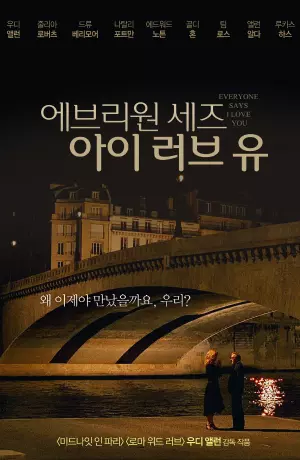 우디 줄리아 드류 나탈리 에드워드 골디 팀 앨런 루카스
앨런 로버츠 베리모어 포트만 노튼 혼 로스 알다 하스
EVERYONE
SAYS
I LOVE
YOU
에브리원 세즈
아이 러브 유
왜 이제야 만났을까요, 우리?
<미드나잇 인 파리> <로마 위드 러브> 우디 앨런 감독 작품